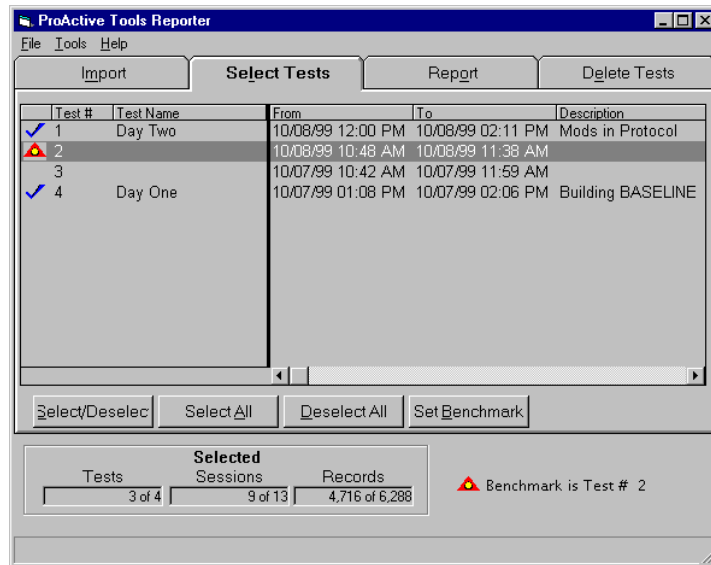 ProActive Tools Reporter
File Tools Help
Import Select Tests Report Delete Tests
Test # Test Name From To Description
1 Day Two 10/08/99 12:00 PM 10/08/99 02:11 PM Mods in Protocol
2 10/08/99 10:48 AM 10/08/99 11:38 AM
3 10/07/99 10:42 AM 10/07/99 11:59 AM
4 Day One 10/07/99 01:08 PM 10/07/99 02:06 PM Building BASELINE
Select/Deselec Select All Deselect All Set Benchmark
Selected
Tests Sessions Records
3 of 4 9 of 13 4,716 of 6,288
Benchmark is Test # 2